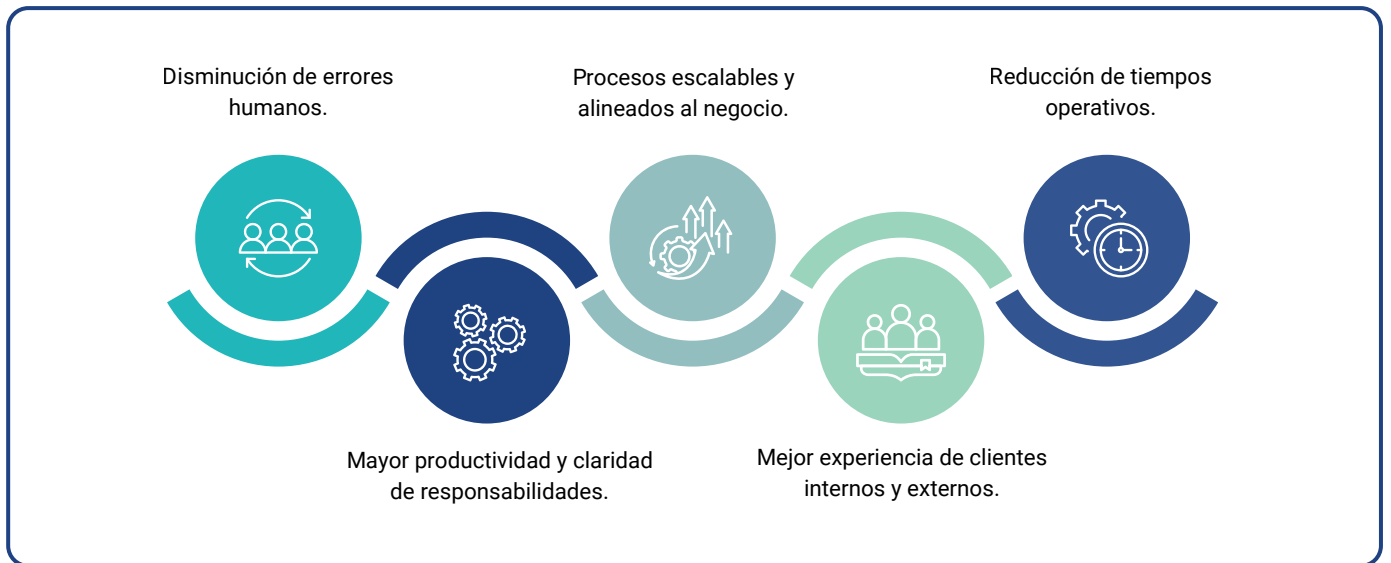 Disminución de errores
humanos.
Procesos escalables y
alineados al negocio.
Reducción de tiempos
operativos.
Mayor productividad y claridad
de responsabilidades.
Mejor experiencia de clientes
internos y externos.